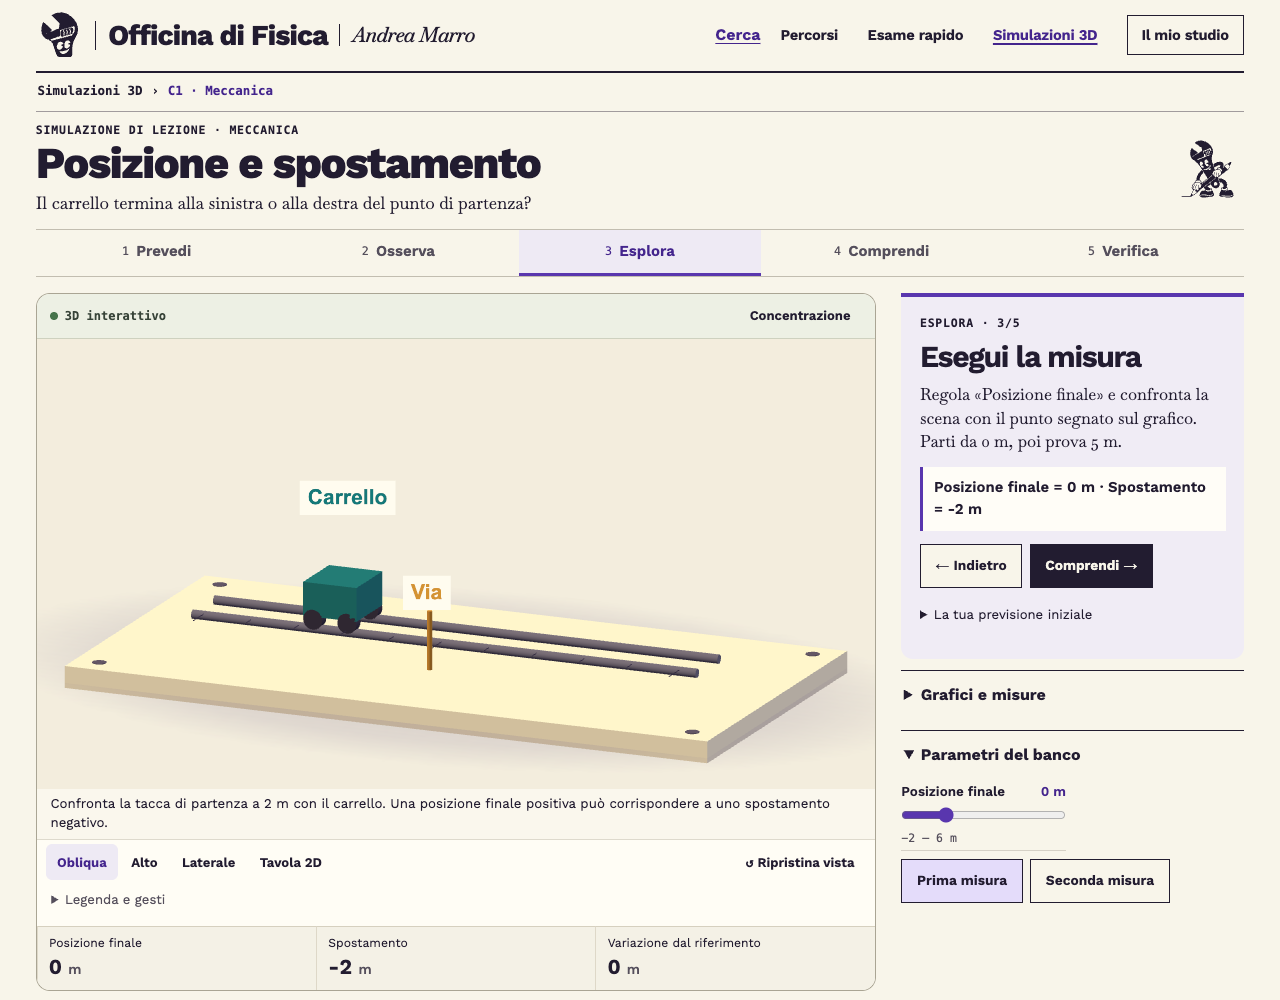 Officina di Fisica
Andrea Marro
Cerca
Percorsi
Esame rapido
Simulazioni 3D
Il mio studio
Simulazioni 3D › C1 · Meccanica
SIMULAZIONE DI LEZIONE · MECCANICA
Posizione e spostamento
Il carrello termina alla sinistra o alla destra del punto di partenza?
1 Prevedi
2 Osserva
3 Esplora
4 Comprendi
5 Verifica
3D interattivo
Concentrazione
Carrello
Via
Confronta la tacca di partenza a 2 m con il carrello. Una posizione finale positiva può corrispondere a uno spostamento
negativo.
Obliqua
Alto
Laterale
Tavola 2D
↺ Ripristina vista
▶ Legenda e gesti
Posizione finale
0 m
Spostamento
-2 m
Variazione dal riferimento
0 m
ESPLORA · 3/5
Esegui la misura
Regola «Posizione finale» e confronta la
scena con il punto segnato sul grafico.
Parti da 0 m, poi prova 5 m.
Posizione finale = 0 m · Spostamento
= -2 m
← Indietro
Comprendi →
▶ La tua previsione iniziale
▶ Grafici e misure
▼ Parametri del banco
Posizione finale 0 m
−2 — 6 m
Prima misura
Seconda misura